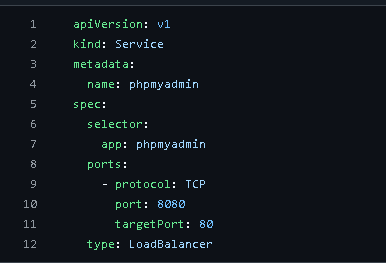 1 apiVersion: v1
2 kind: Service
3 metadata:
4   name: phpmyadmin
5 spec:
6   selector:
7     app: phpmyadmin
8   ports:
9     - protocol: TCP
10       port: 8080
11       targetPort: 80
12   type: LoadBalancer